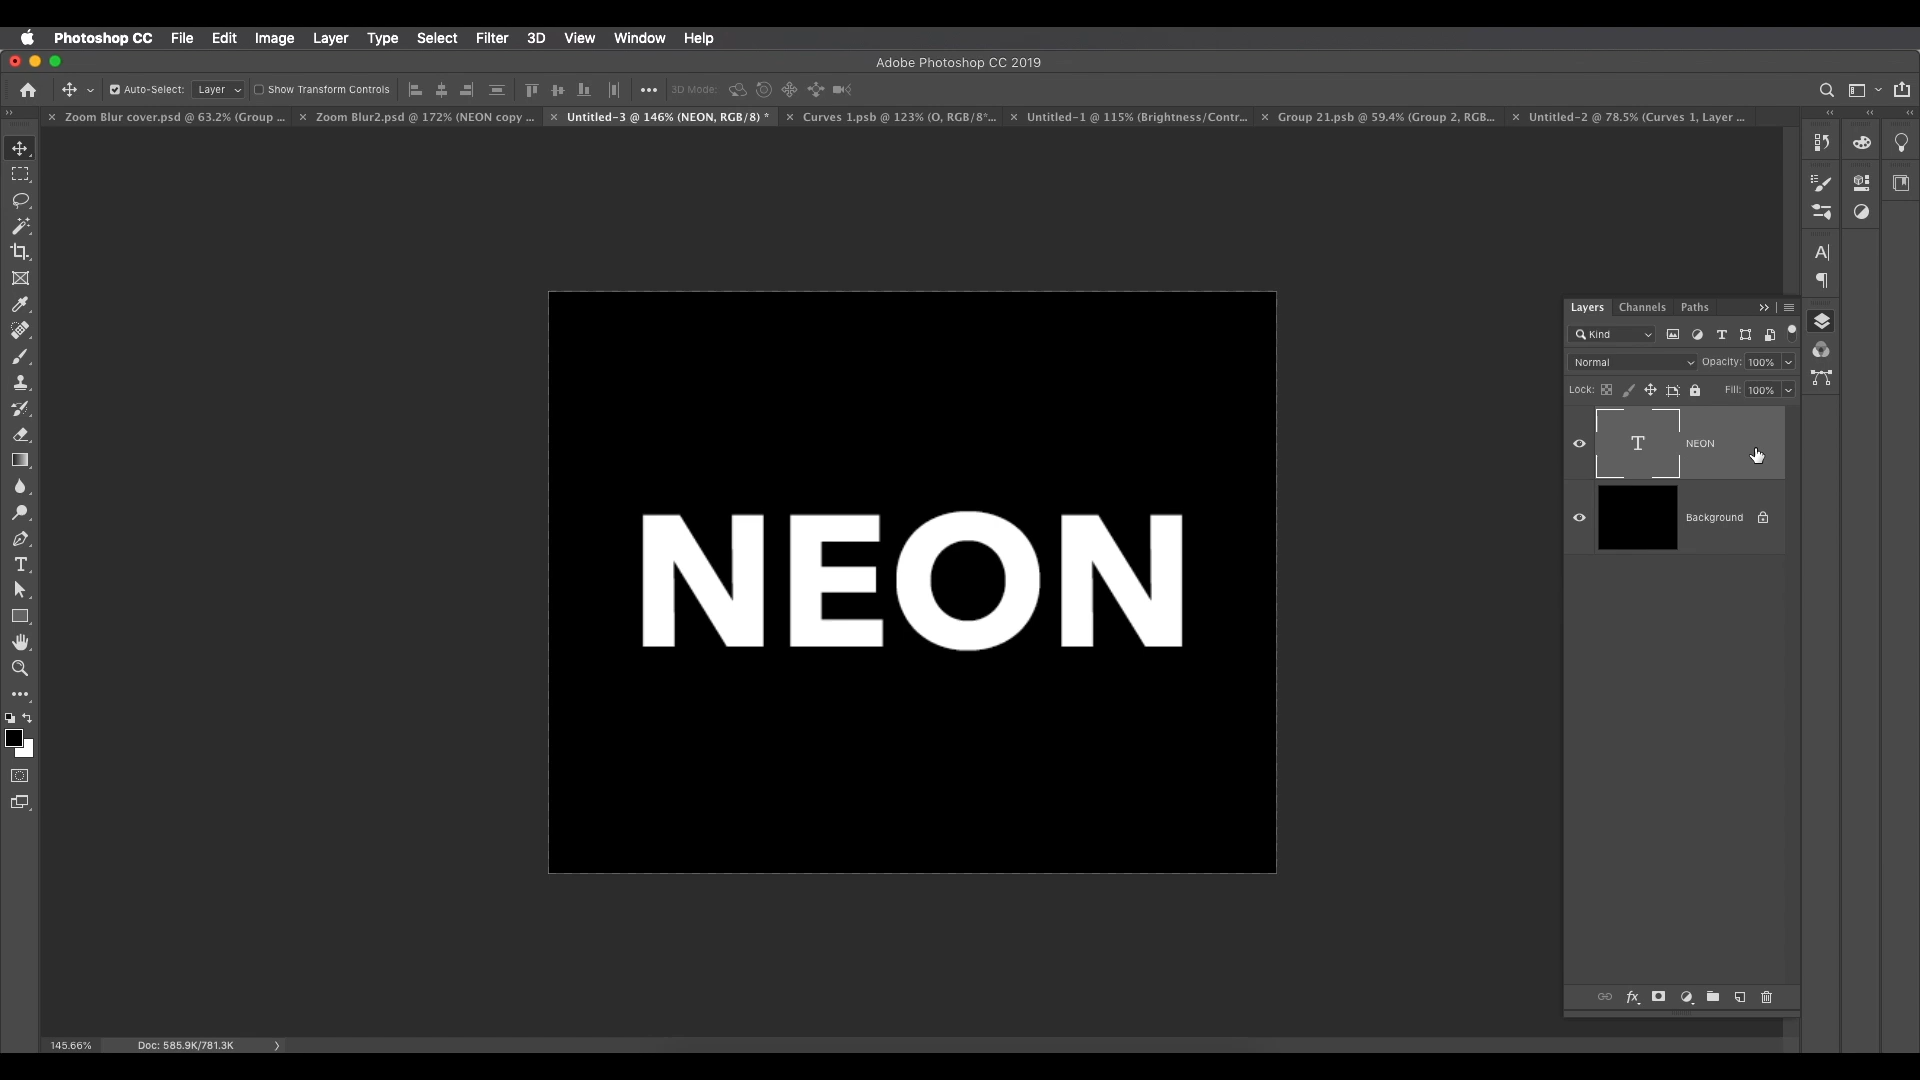 Photoshop CC File Edit Image Layer Type Select Filter 3D View Window Help
Adobe Photoshop CC 2019
Auto-Select: Layer Show Transform Controls 3D Mode:
Zoom Blur cover.psd @ 63.2% (Group ... Zoom Blur2.psd @ 172% (NEON copy ... Untitled-3 @ 146% (NEON, RGB/8) * Curves 1.psb @ 123% (O, RGB/8*... Untitled-1 @ 115% (Brightness/Contr... Group 21.psb @ 59.4% (Group 2, RGB... Untitled-2 @ 78.5% (Curves 1, Layer ...
Layers Channels Paths
Kind
Normal Opacity: 100%
Lock: Fill: 100%
T NEON
Background
NEON
fx
145.66% Doc: 585.9K/781.3K